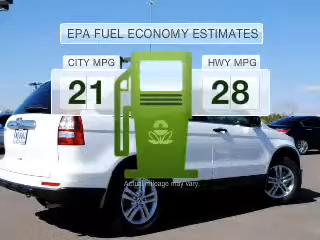 EPA FUEL ECONOMY ESTIMATES
CITY MPG
HWY MPG
21
28
Actual mileage may vary.